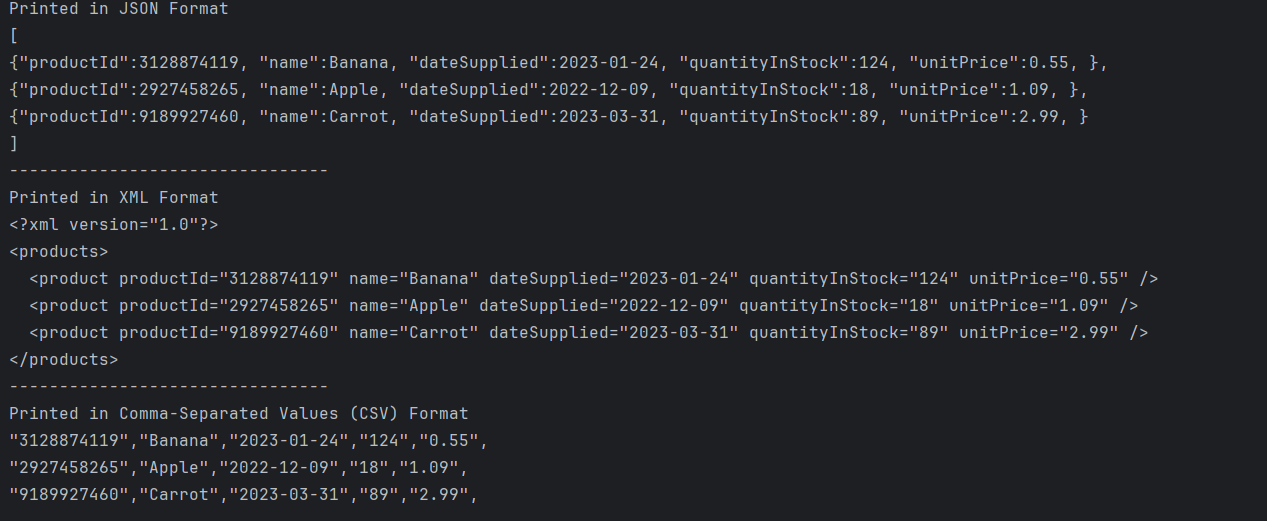 Printed in JSON Format
[
{"productId":3128874119, "name":Banana, "dateSupplied":2023-01-24, "quantityInStock":124, "unitPrice":0.55, },
{"productId":2927458265, "name":Apple, "dateSupplied":2022-12-09, "quantityInStock":18, "unitPrice":1.09, },
{"productId":9189927460, "name":Carrot, "dateSupplied":2023-03-31, "quantityInStock":89, "unitPrice":2.99, }
]
--------------------------------
Printed in XML Format
<?xml version="1.0"?>
<products>
  <product productId="3128874119" name="Banana" dateSupplied="2023-01-24" quantityInStock="124" unitPrice="0.55" />
  <product productId="2927458265" name="Apple" dateSupplied="2022-12-09" quantityInStock="18" unitPrice="1.09" />
  <product productId="9189927460" name="Carrot" dateSupplied="2023-03-31" quantityInStock="89" unitPrice="2.99" />
</products>
--------------------------------
Printed in Comma-Separated Values (CSV) Format
"3128874119","Banana","2023-01-24","124","0.55",
"2927458265","Apple","2022-12-09","18","1.09",
"9189927460","Carrot","2023-03-31","89","2.99",